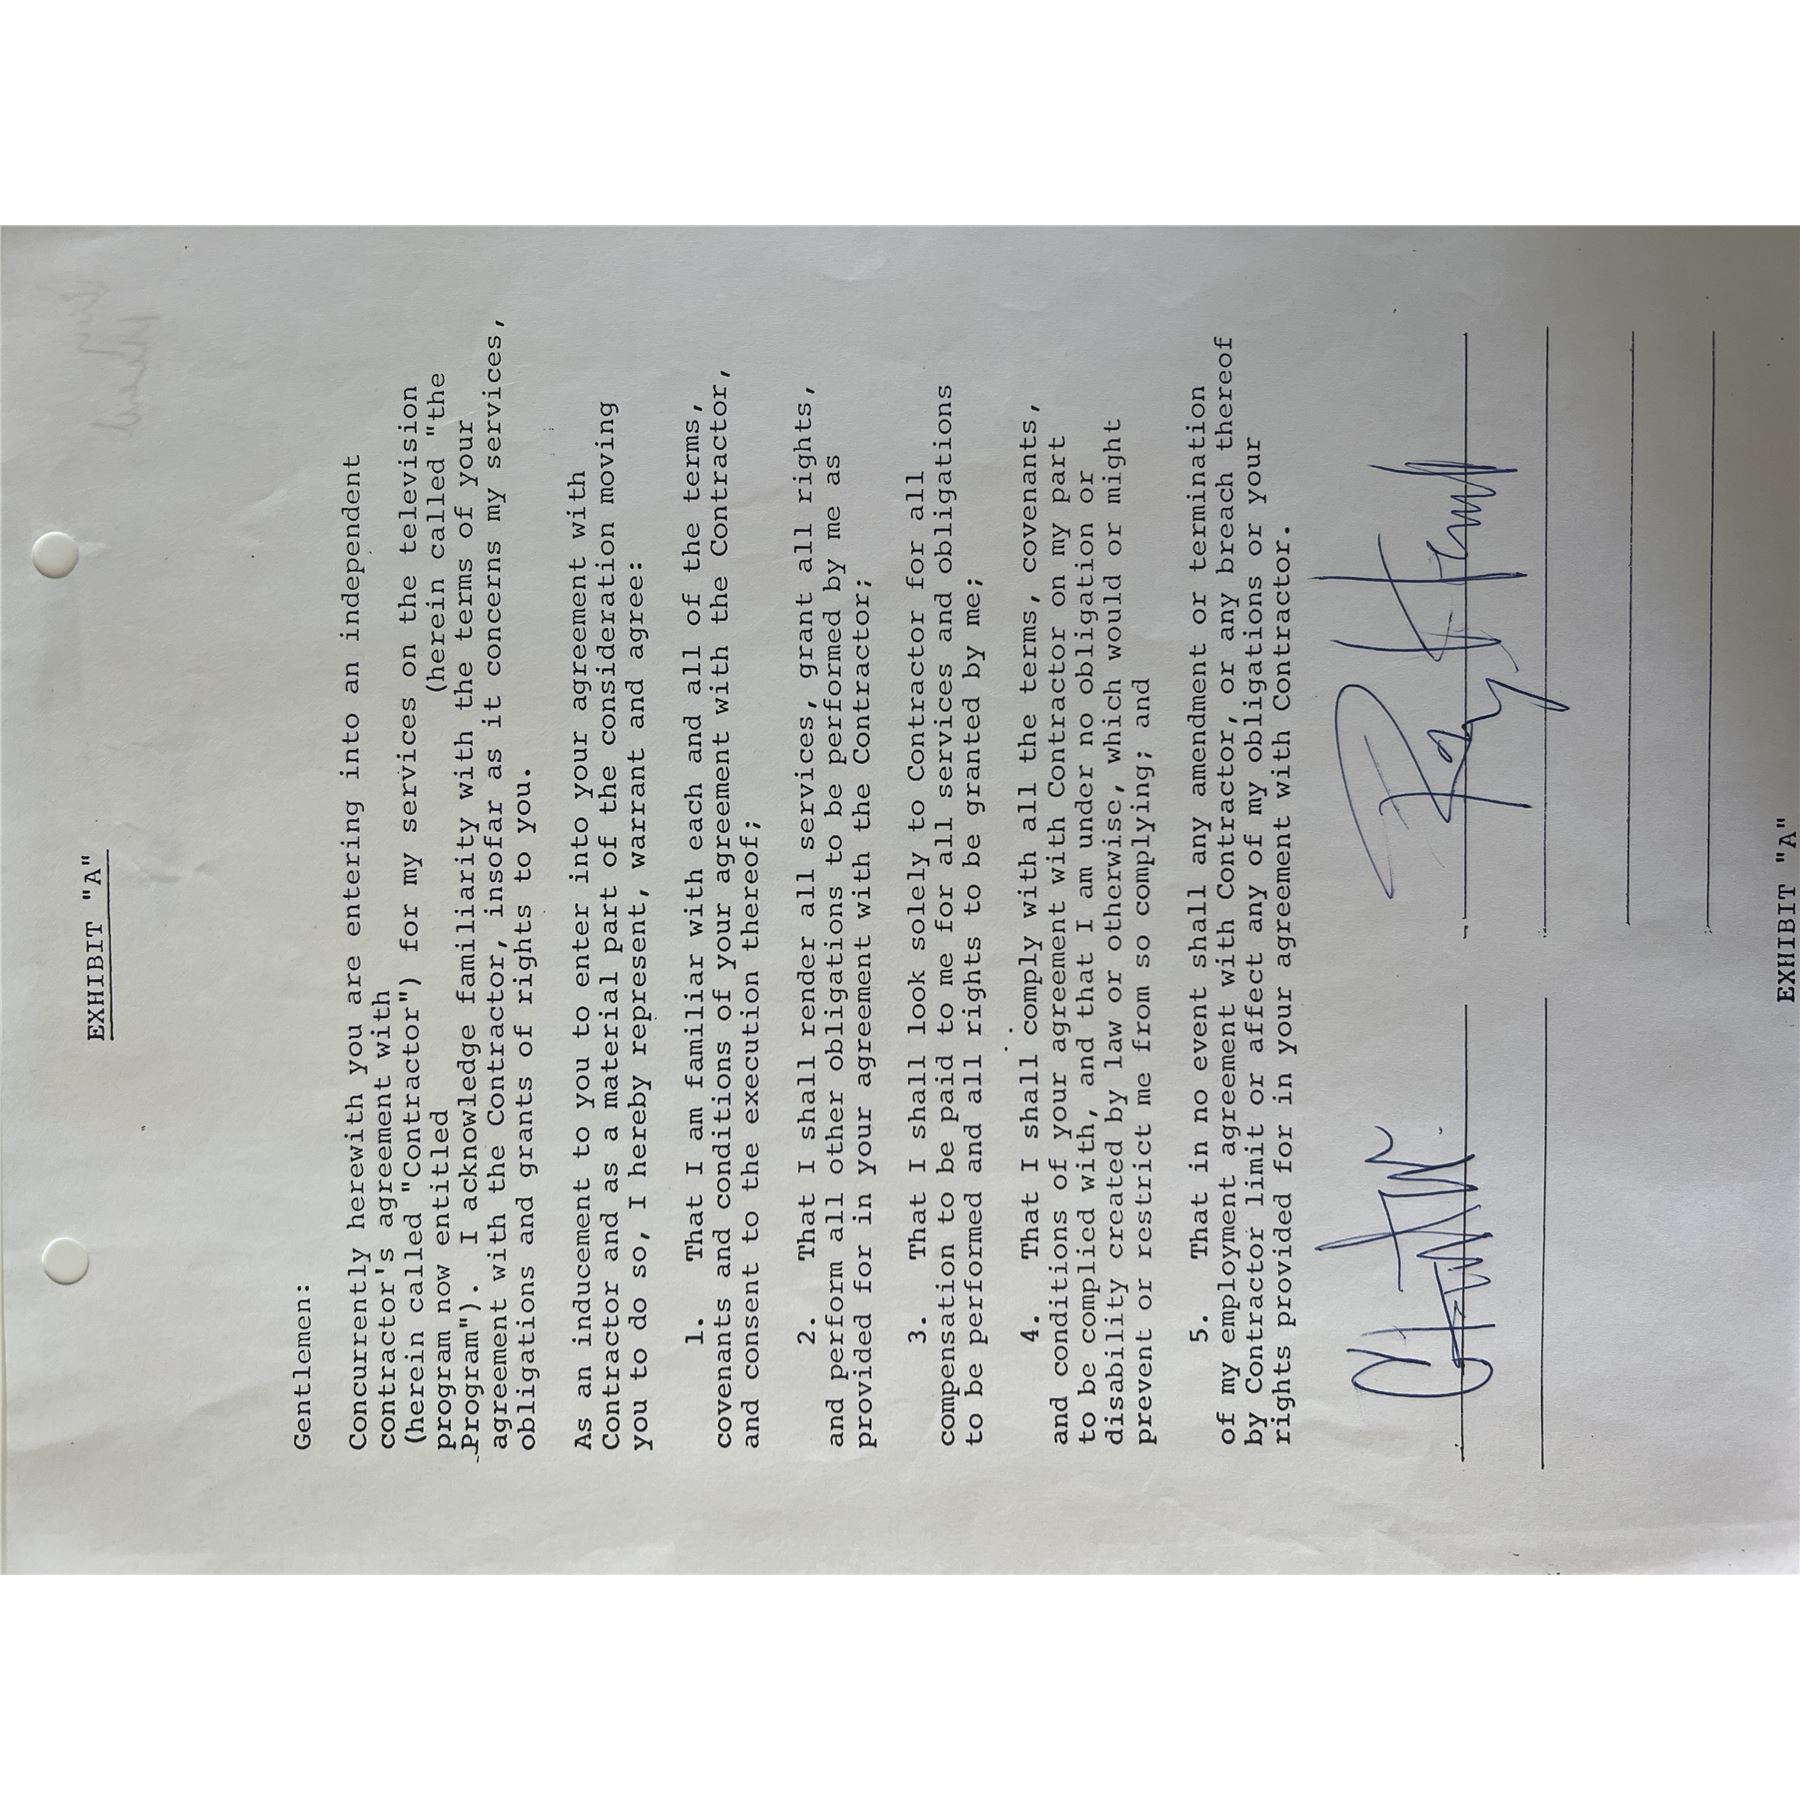 EXHIBIT "A"
Gentlemen:
Concurrently herewith you are entering into an independent
contractor's agreement with
(herein called "Contractor") for my services on the television
program now entitled (herein called "the
Program"). I acknowledge familiarity with the terms of your
agreement with the Contractor, insofar as it concerns my services,
obligations and grants of rights to you.
As an inducement to you to enter into your agreement with
Contractor and as a material part of the consideration moving
you to do so, I hereby represent, warrant and agree:
1. That I am familiar with each and all of the terms,
covenants and conditions of your agreement with the Contractor,
and consent to the execution thereof;
2. That I shall render all services, grant all rights,
and perform all other obligations to be performed by me as
provided for in your agreement with the Contractor;
3. That I shall look solely to Contractor for all
compensation to be paid to me for all services and obligations
to be performed and all rights to be granted by me;
4. That I shall comply with all the terms, covenants,
and conditions of your agreement with Contractor on my part
to be complied with, and that I am under no obligation or
disability created by law or otherwise, which would or might
prevent or restrict me from so complying; and
5. That in no event shall any amendment or termination
of my employment agreement with Contractor, or any breach thereof
by Contractor limit or affect any of my obligations or your
rights provided for in your agreement with Contractor.
EXHIBIT "A"